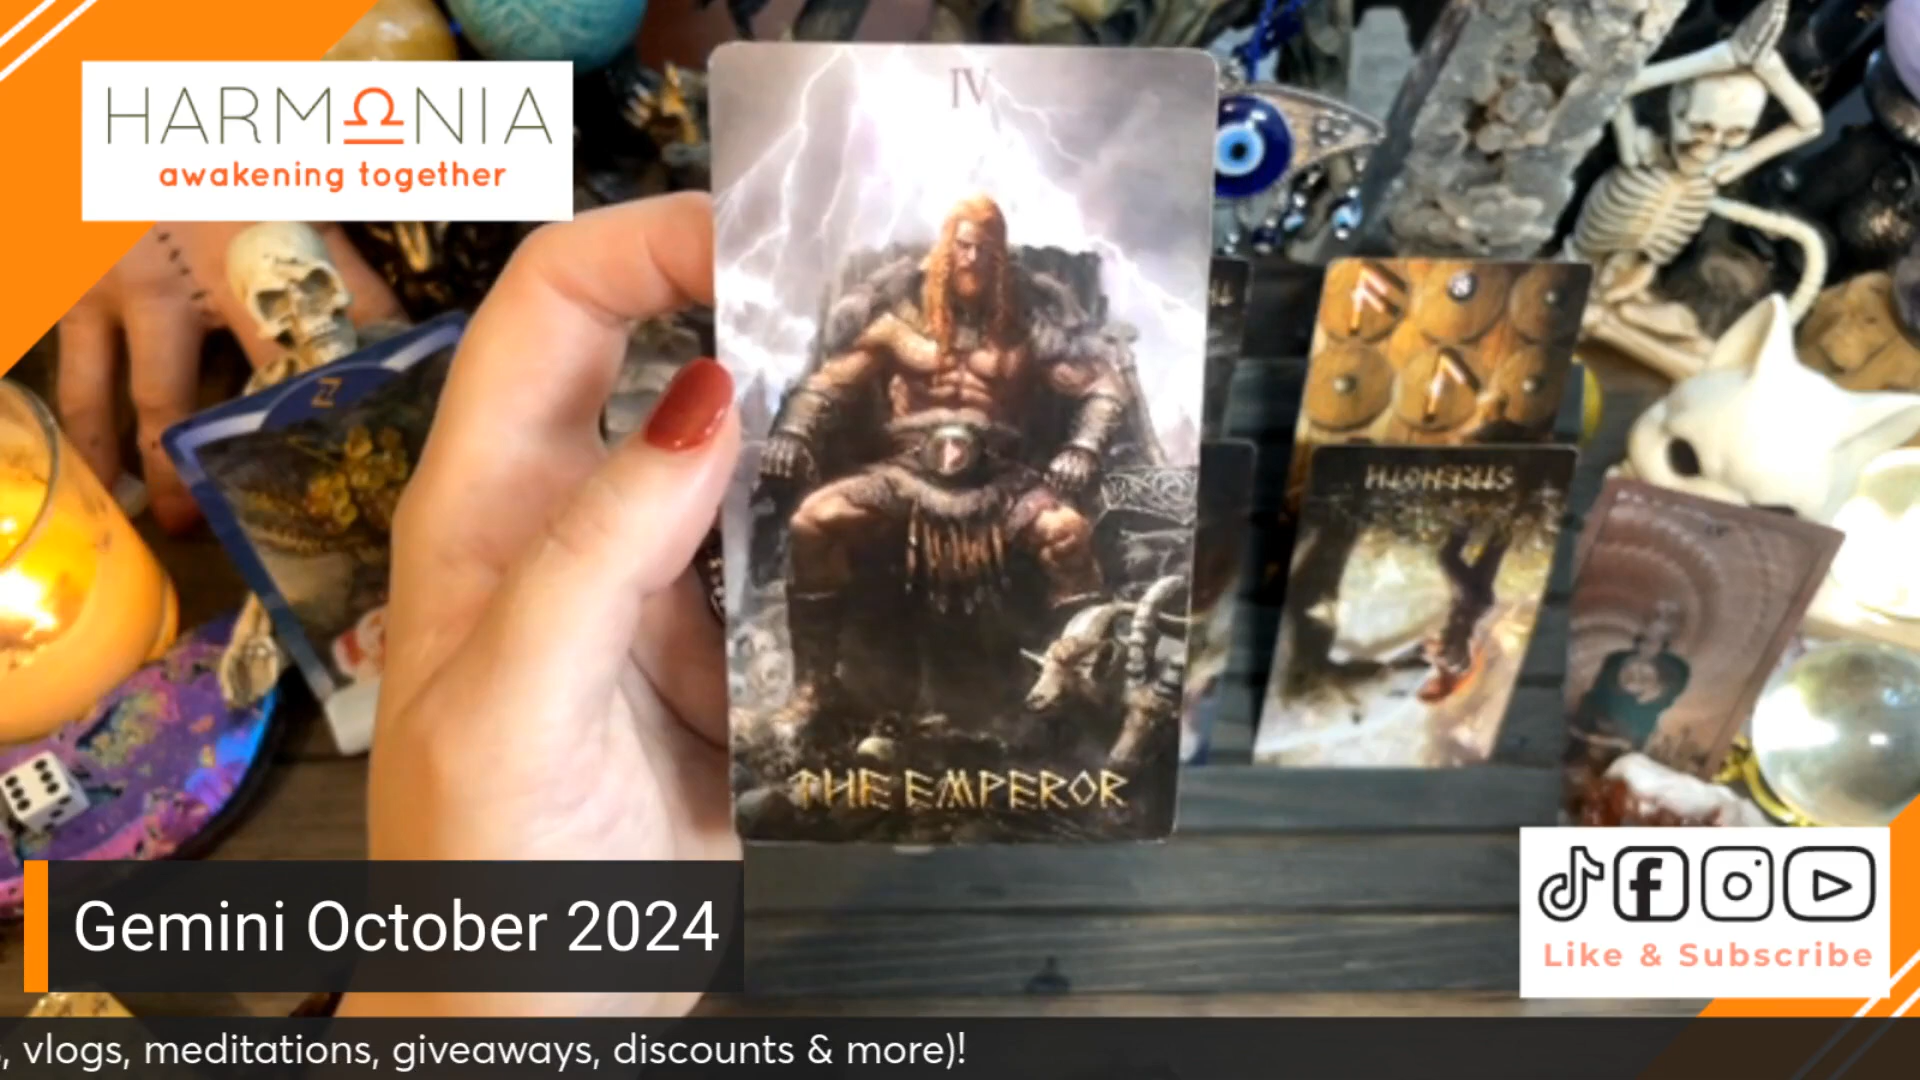 HARMΩNIA
awakening together
IV
STRENGTH
THE EMPEROR
Gemini October 2024
Like & Subscribe
, vlogs, meditations, giveaways, discounts & more)!